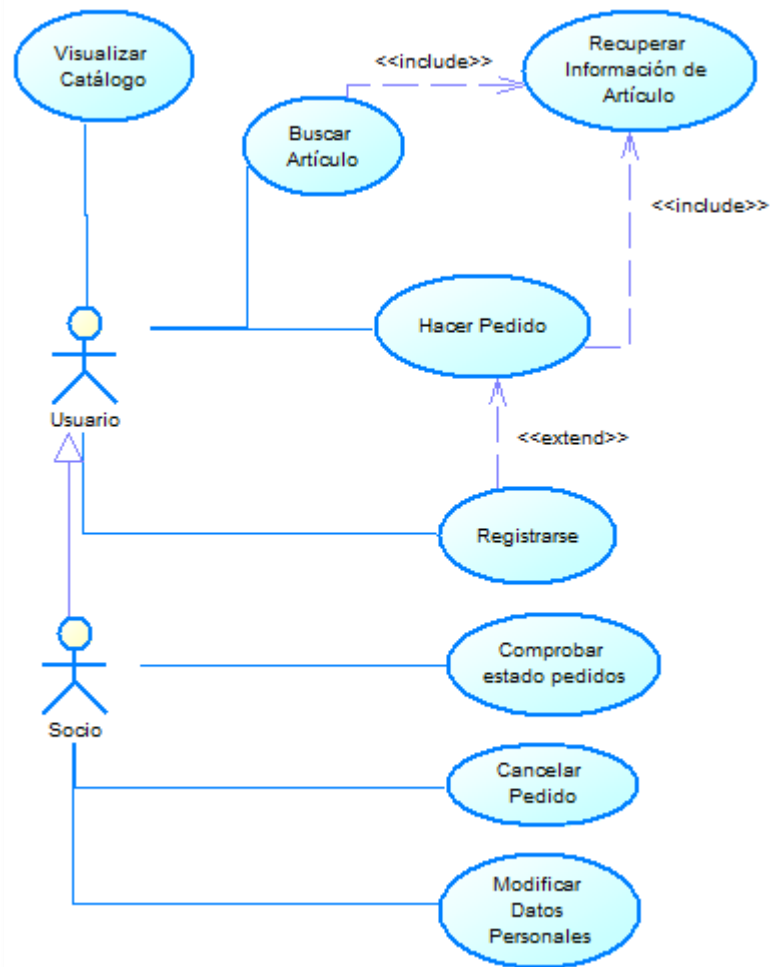 Visualizar
Catálogo
<<include>>
Recuperar
Información de
Artículo
Buscar
Artículo
<<include>>
Hacer Pedido
Usuario
<<extend>>
Registrarse
Comprobar
estado pedidos
Socio
Cancelar
Pedido
Modificar
Datos
Personales